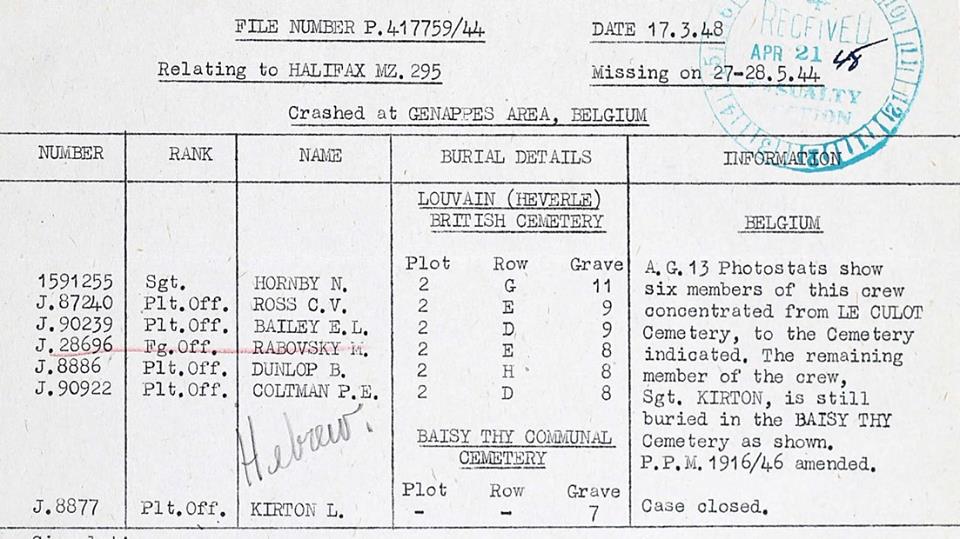 FILE NUMBER P.417759/44 DATE 17.3.48
RECEIVED
APR 21 48
CASUALTY
SECTION
Relating to HALIFAX MZ.295 Missing on 27-28.5.44
Crashed at GENAPPES AREA, BELGIUM
NUMBER RANK NAME BURIAL DETAILS INFORMATION
LOUVAIN (HEVERLE)
BRITISH CEMETERY
Plot Row Grave
1591255 Sgt. HORNBY N. 2 G 11
J.87240 Plt.Off. ROSS C.V. 2 E 9
J.90239 Plt.Off. BAILEY E.L. 2 D 9
J.28696 Fg.Off. RABOVSKY M. 2 E 8
J.8886 Plt.Off. DUNLOP B. 2 H 8
J.90922 Plt.Off. COLTMAN P.E. 2 D 8
Hebrew.
BAISY THY COMMUNAL
CEMETERY
Plot Row Grave
J.8877 Plt.Off. KIRTON L. - - 7
BELGIUM
A.G.13 Photostats show
six members of this crew
concentrated from LE CULOT
Cemetery, to the Cemetery
indicated. The remaining
member of the crew,
Sgt. KIRTON, is still
buried in the BAISY THY
Cemetery as shown.
P.P.M.1916/46 amended.
Case closed.